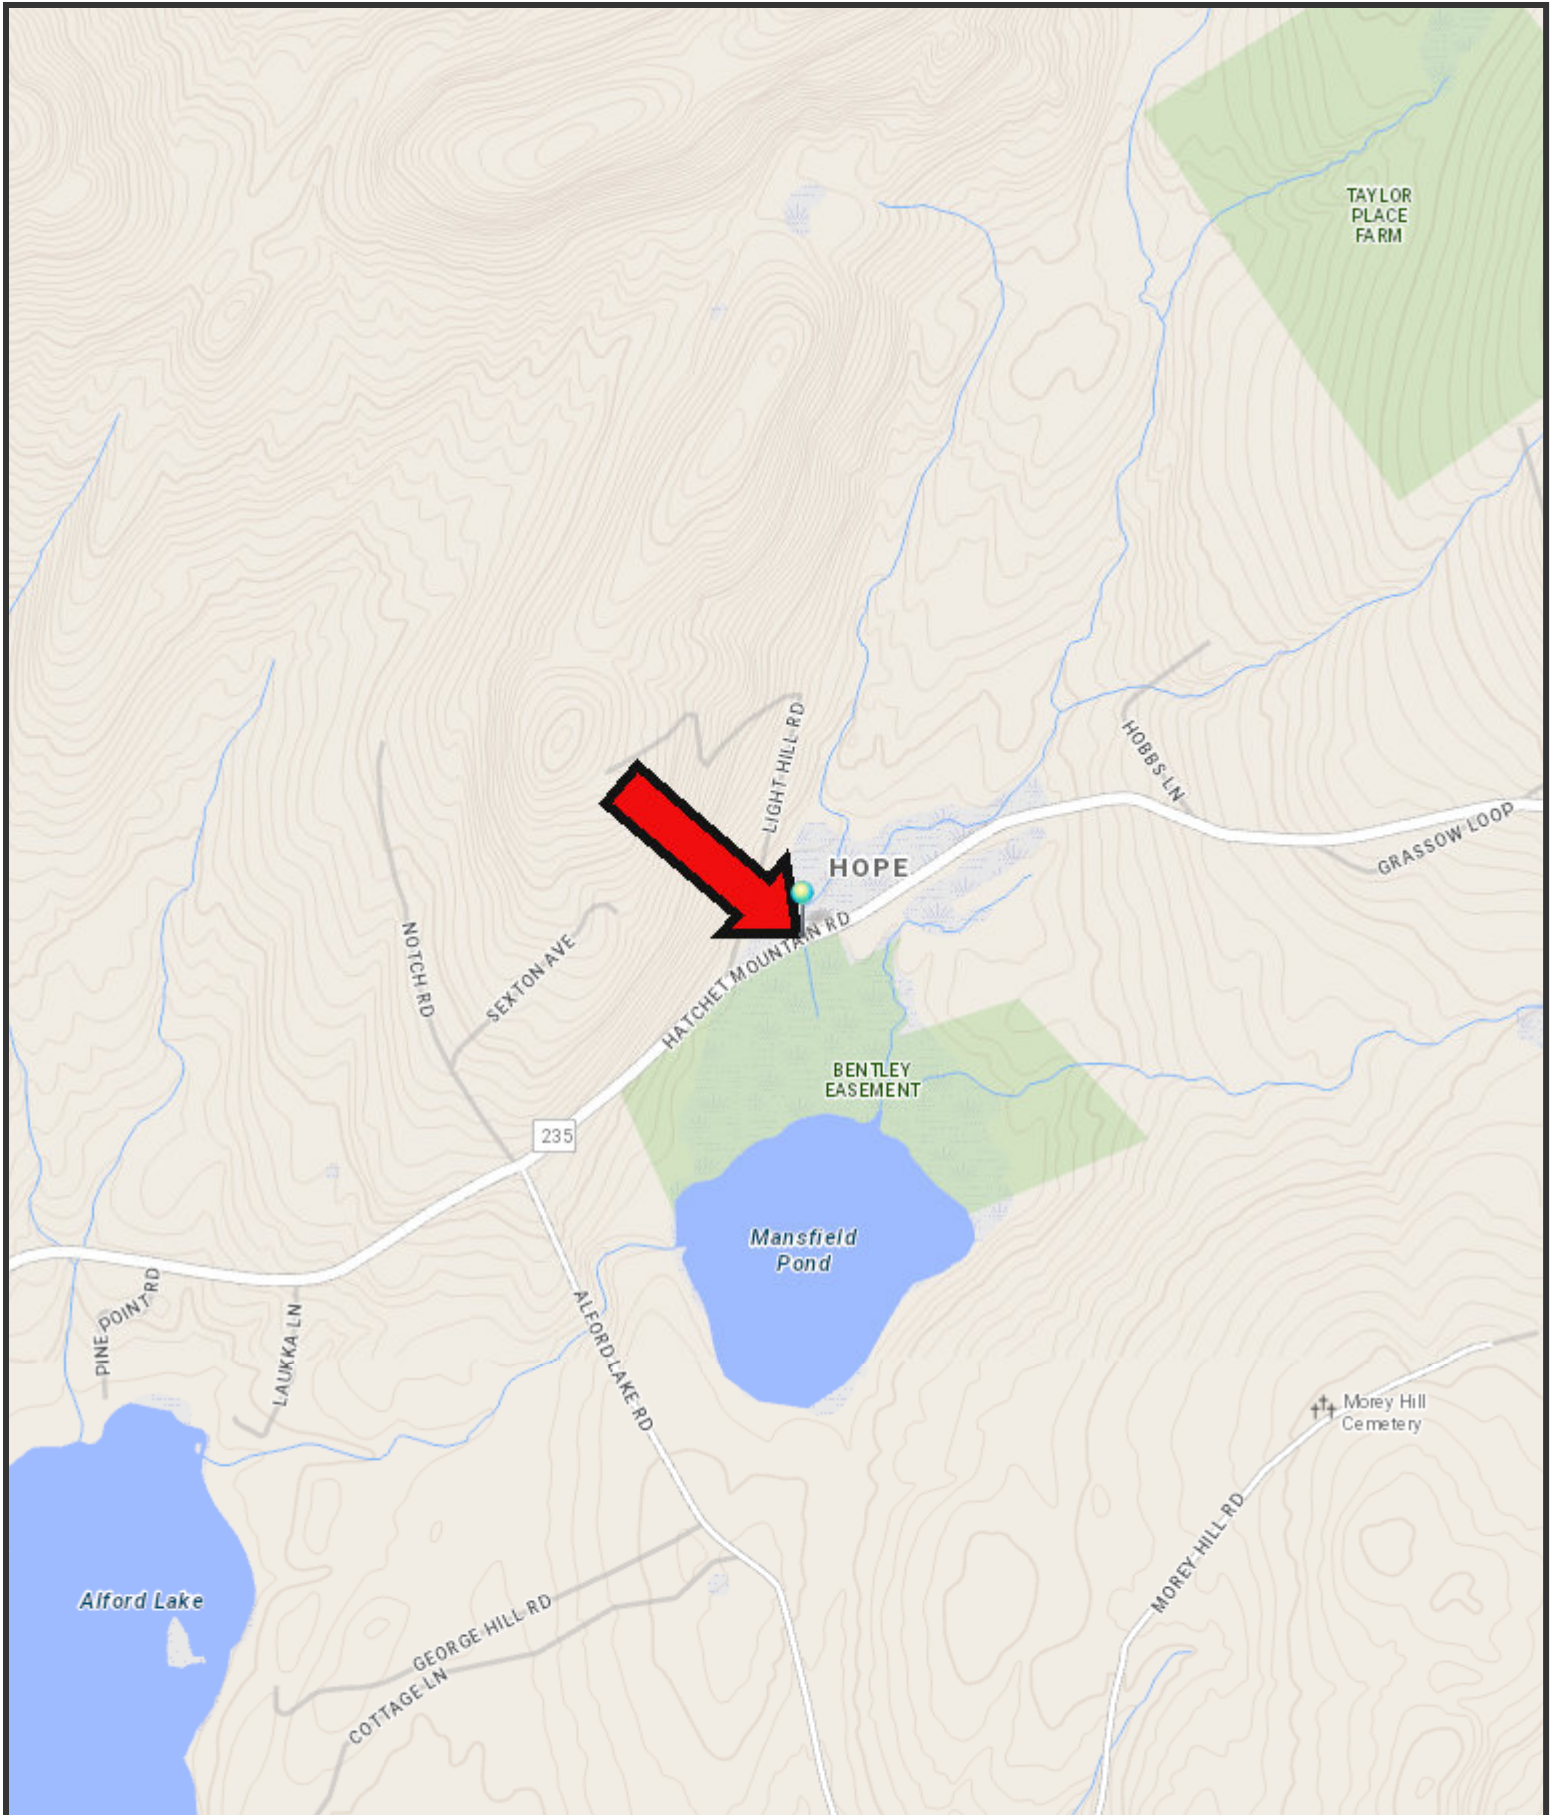 TAYLOR
PLACE
FARM
LIGHT HILL RD
HOBBS LN
GRASSOW LOOP
HOPE
NOTCH RD
SEXTON AVE
HATCHET MOUNTAIN RD
BENTLEY
EASEMENT
235
Mansfield
Pond
PINE POINT RD
LAUKKA LN
ALFORD LAKE RD
Morey Hill
Cemetery
MOREY HILL RD
Alford Lake
GEORGE HILL RD
COTTAGE LN